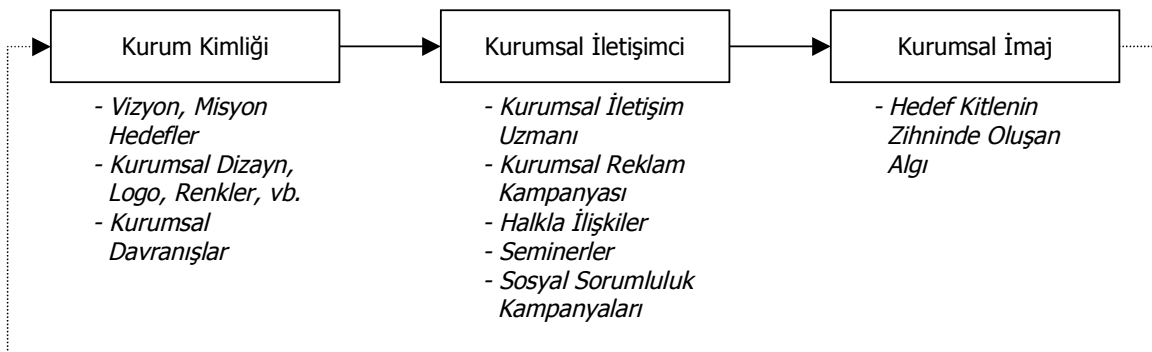 Kurum Kimliği
Kurumsal İletişimci
Kurumsal İmaj
- Vizyon, Misyon
Hedefler
- Kurumsal Dizayn,
Logo, Renkler, vb.
- Kurumsal
Davranışlar
- Kurumsal İletişim
Uzmanı
- Kurumsal Reklam
Kampanyası
- Halkla İlişkiler
- Seminerler
- Sosyal Sorumluluk
Kampanyaları
- Hedef Kitlenin
Zihninde Oluşan
Algı